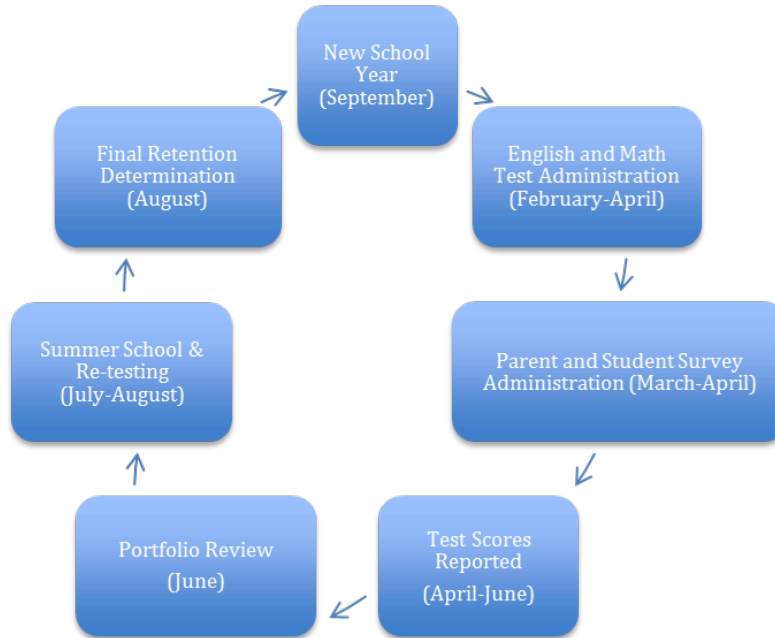 New School
Year
(September)
English and Math
Test Administration
(February-April)
Parent and Student Survey
Administration (March-April)
Test Scores
Reported
(April-June)
Portfolio Review
(June)
Summer School &
Re-testing
(July-August)
Final Retention
Determination
(August)